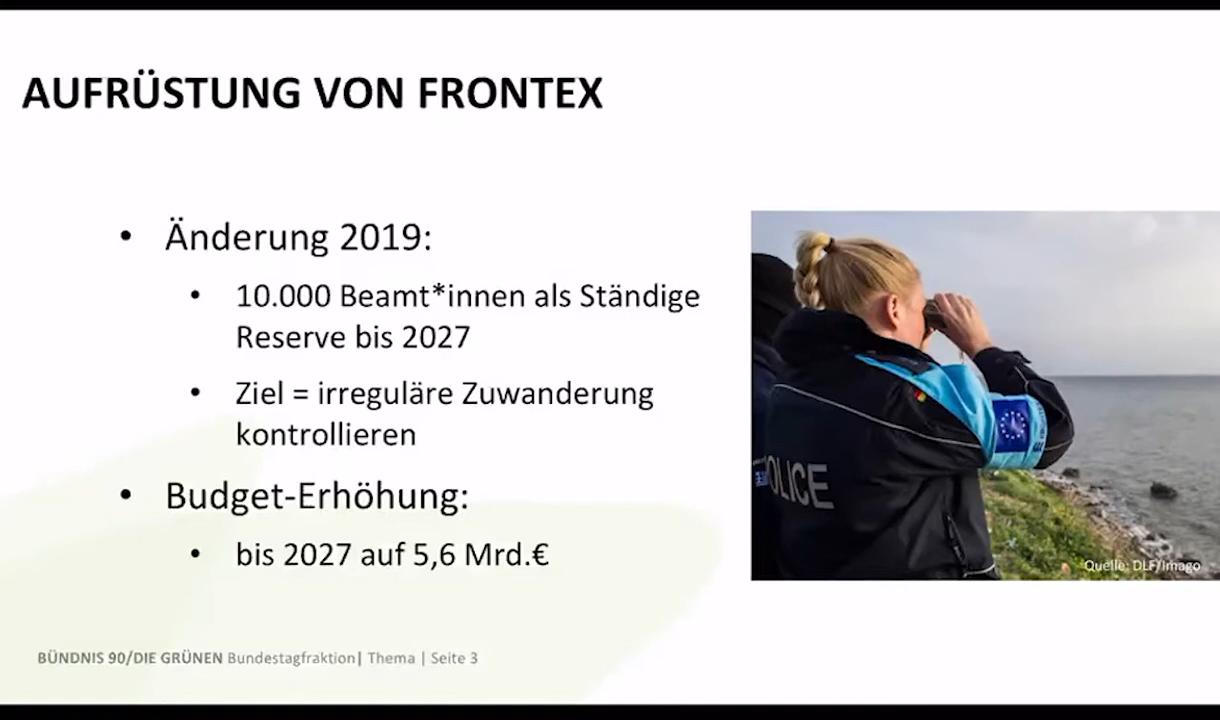 AUFRÜSTUNG VON FRONTEX
• Änderung 2019:
• 10.000 Beamt*innen als Ständige
Reserve bis 2027
• Ziel = irreguläre Zuwanderung
kontrollieren
• Budget-Erhöhung:
• bis 2027 auf 5,6 Mrd.€
OLICE
Quelle: DLF/Imago
BÜNDNIS 90/DIE GRÜNEN Bundestagfraktion| Thema | Seite 3